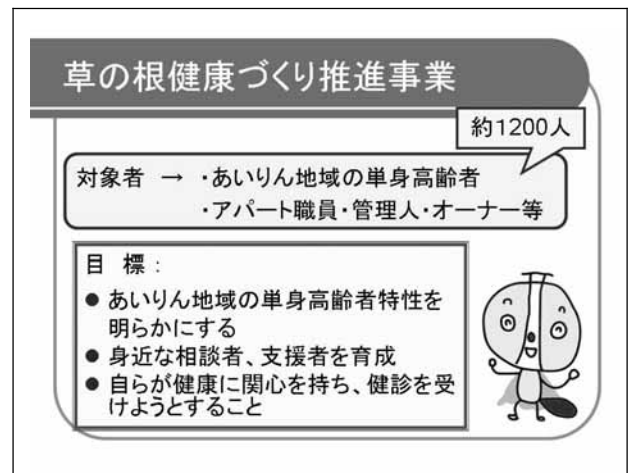 草の根健康づくり推進事業
約1200人
対象者 → ・あいりん地域の単身高齢者
・アパート職員・管理人・オーナー等
目 標:
● あいりん地域の単身高齢者特性を
明らかにする
● 身近な相談者、支援者を育成
● 自らが健康に関心を持ち、健診を受
けようとすること